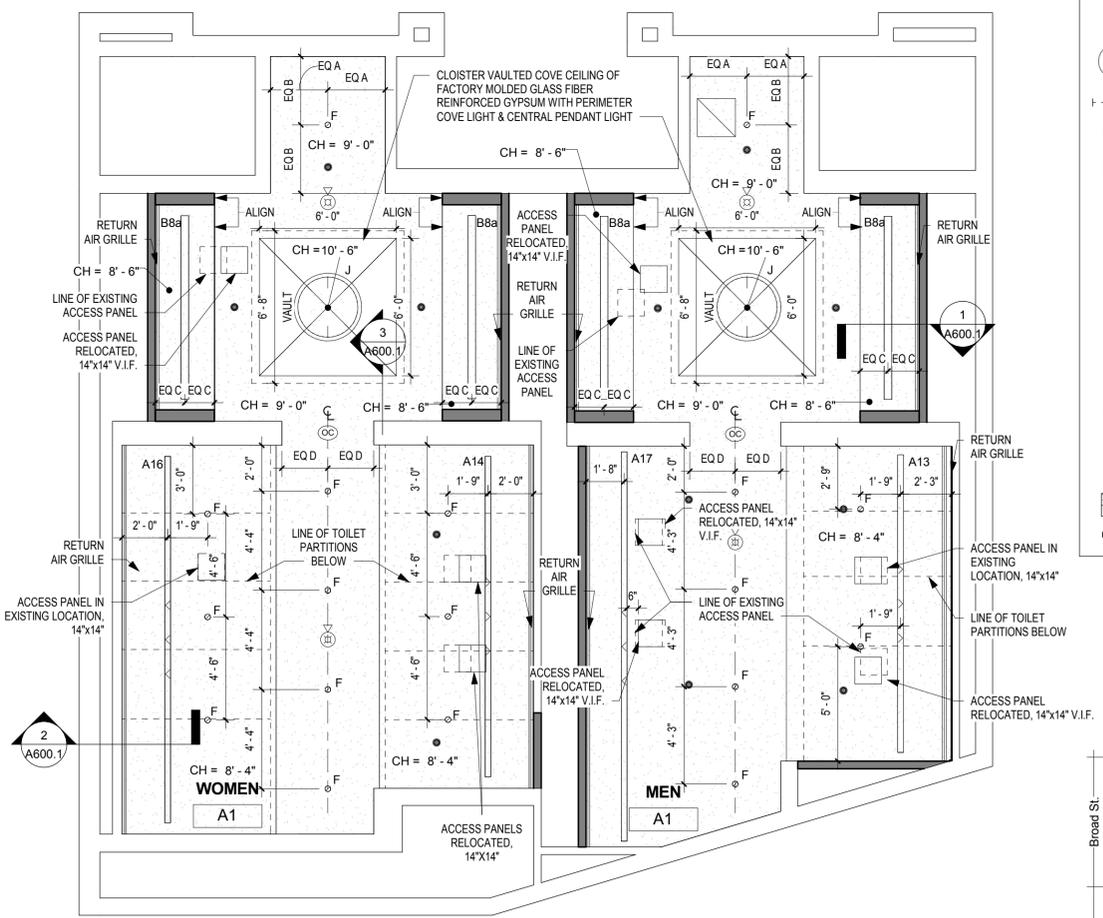 EQ A
EQ A
EQ B
EQ B
F
CH = 9' - 0"
CLOISTER VAULTED COVE CEILING OF
FACTORY MOLDED GLASS FIBER
REINFORCED GYPSUM WITH PERIMETER
COVE LIGHT & CENTRAL PENDANT LIGHT
CH = 8' - 6"
EQ A
EQ A
EQ B
EQ B
F
CH = 9' - 0"
RETURN
AIR GRILLE
CH = 8' - 6"
LINE OF EXISTING
ACCESS PANEL
ACCESS PANEL
RELOCATED,
14"x14" V.I.F.
B8a
ALIGN
6' - 0"
ALIGN
B8a
CH = 10' - 6"
J
VAULT
6' - 8"
6' - 0"
3
A600.1
EQ C
EQ C
CH = 9' - 0"
CH = 8' - 6"
ACCESS
PANEL
RELOCATED,
14"x14" V.I.F.
RETURN
AIR
GRILLE
LINE OF
EXISTING
ACCESS
PANEL
B8a
ALIGN
6' - 0"
ALIGN
B8a
CH = 10' - 6"
J
VAULT
6' - 8"
6' - 0"
RETURN
AIR GRILLE
1
A600.1
EQ C
EQ C
EQ C
EQ C
CH = 9' - 0"
CH = 8' - 6"
CL
OC
EQ D
EQ D
CL
OC
EQ D
EQ D
A16
3' - 0"
2' - 0"
F
3' - 0"
A14
1' - 9"
2' - 0"
F
2' - 0"
1' - 9"
F
4' - 4"
RETURN
AIR GRILLE
4' - 6"
LINE OF TOILET
PARTITIONS
BELOW
4' - 6"
ACCESS PANEL IN
EXISTING LOCATION,
14"x14"
F
F
F
4' - 4"
4' - 6"
4' - 6"
F
F
F
4' - 4"
2
A600.1
CH = 8' - 4"
CH = 8' - 4"
F
WOMEN
A1
ACCESS PANELS
RELOCATED,
14"X14"
RETURN
AIR
GRILLE
ACCESS PANEL
RELOCATED,
14"x14" V.I.F.
A17
1' - 8"
2' - 0"
F
ACCESS PANEL
RELOCATED, 14"x14"
V.I.F.
4' - 3"
F
6"
LINE OF EXISTING
ACCESS PANEL
4' - 3"
F
4' - 3"
F
MEN
A1
2' - 9"
A13
1' - 9"
2' - 3"
F
CH = 8' - 4"
1' - 9"
F
5' - 0"
RETURN
AIR GRILLE
ACCESS PANEL IN
EXISTING
LOCATION, 14"x14"
LINE OF TOILET
PARTITIONS BELOW
ACCESS PANEL
RELOCATED, 14"x14" V.I.F.
Broad St.